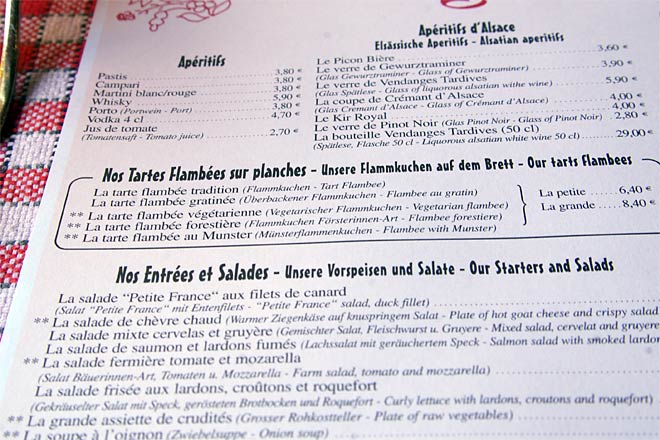 Apéritifs
Pastis 3,80 €
Campari 3,80 €
Martini blanc/rouge 3,80 €
Whisky 5,90 €
Porto (Portwein - Port) 3,80 €
Vodka 4 cl 4,70 €
Jus de tomate
(Tomatensaft - Tomato juice) 2,70 €
Apéritifs d'Alsace
Elsässische Aperitifs - Alsatian aperitifs
Le Picon Bière 3,60 €
Le verre de Gewurztraminer
(Glas Gewurztraminer - Glass of Gewurztraminer) 3,90 €
Le verre de Vendanges Tardives
(Glas Spätlese - Glass of liquorous alsatian withe wine) 5,90 €
La coupe de Crémant d'Alsace
(Glas Cremant d'Alsace - Glass of Crémant d'Alsace) 4,00 €
Le Kir Royal 4,00 €
Le verre de Pinot Noir (Glas Pinot Noir - Glass of Pinot Noir) 2,80 €
La bouteille Vendanges Tardives (50 cl)
(Spätlese, Flasche 50 cl - Liquorous alsatian white wine 50 cl) 29,00 €
Nos Tartes Flambées sur planches - Unsere Flammkuchen auf dem Brett - Our tarts Flambees
La tarte flambée tradition (Flammkuchen - Tart Flambee)
La tarte flambée gratinée (Überbackener Flammkuchen - Flambee au gratin)
** La tarte flambée végétarienne (Vegetarischer Flammkuchen - Vegetarian flambee)
** La tarte flambée forestière (Flammkuchen Försterinnen-Art - Flambee forestiere)
** La tarte flambée au Munster (Münsterflammenkuchen - Flambee with Munster)
La petite 6,40 €
La grande 8,40 €
Nos Entrées et Salades - Unsere Vorspeisen und Salate - Our Starters and Salads
La salade "Petite France" aux filets de canard
(Salat "Petite France" mit Entenfilets - "Petite France" salad, duck fillet)
** La salade de chèvre chaud (Warmer Ziegenkäse auf knuspringem Salat - Plate of hot goat cheese and crispy salad)
La salade mixte cervelas et gruyère (Gemischter Salat, Fleischwurst u. Gruyere - Mixed salad, cervelat and gruyere
La salade de saumon et lardons fumés (Lachssalat mit geräuchertem Speck - Salmon salad with smoked lardon
** La salade fermière tomate et mozarella
(Salat Bäuerinnen-Art, Tomaten u. Mozzarella - Farm salad, tomato and mozzarella)
La salade frisée aux lardons, croûtons et roquefort
(Gekräuselter Salat mit Speck, gerösteten Brotbocken und Roquefort - Curly lettuce with lardons, croutons and roquefort)
** La grande assiette de crudités (Grosser Rohkostteller - Plate of raw vegetables)
** La soupe à l'oignon (Zwiebelsuppe - Onion soup)